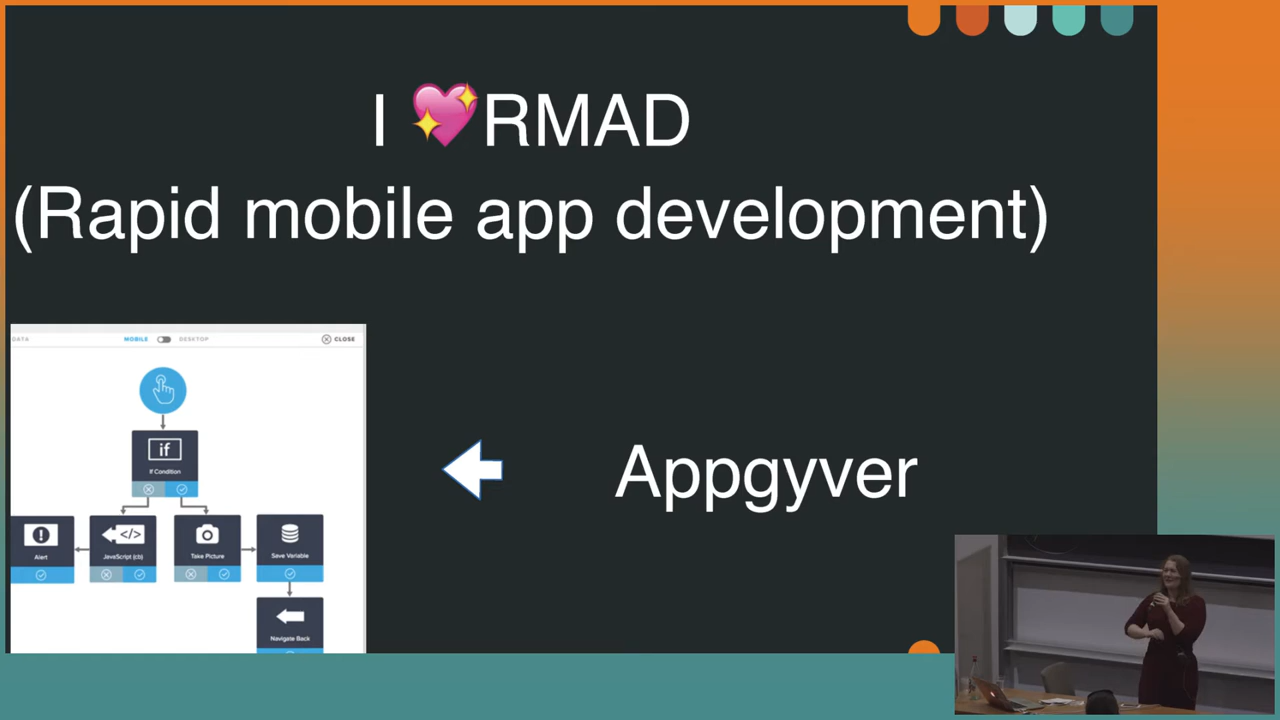 I 💖RMAD
(Rapid mobile app development)
DATA MOBILE DESKTOP CLOSE
if
If Condition
Alert JavaScript (cb) Take Picture Save Variable
Navigate Back
Appgyver